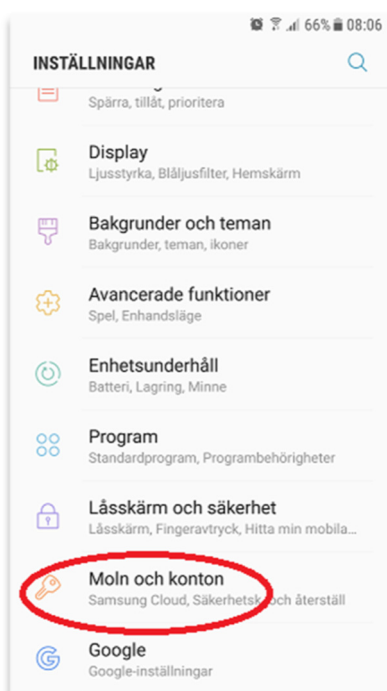 66% 08:06
INSTÄLLNINGAR
Spärra, tillåt, prioritera
Display
Ljusstyrka, Blåljusfilter, Hemskärm
Bakgrunder och teman
Bakgrunder, teman, ikoner
Avancerade funktioner
Spel, Enhandsläge
Enhetsunderhåll
Batteri, Lagring, Minne
Program
Standardprogram, Programbehörigheter
Låsskärm och säkerhet
Låsskärm, Fingeravtryck, Hitta min mobila...
Moln och konton
Samsung Cloud, Säkerhetsk och återställ
Google
Google-inställningar